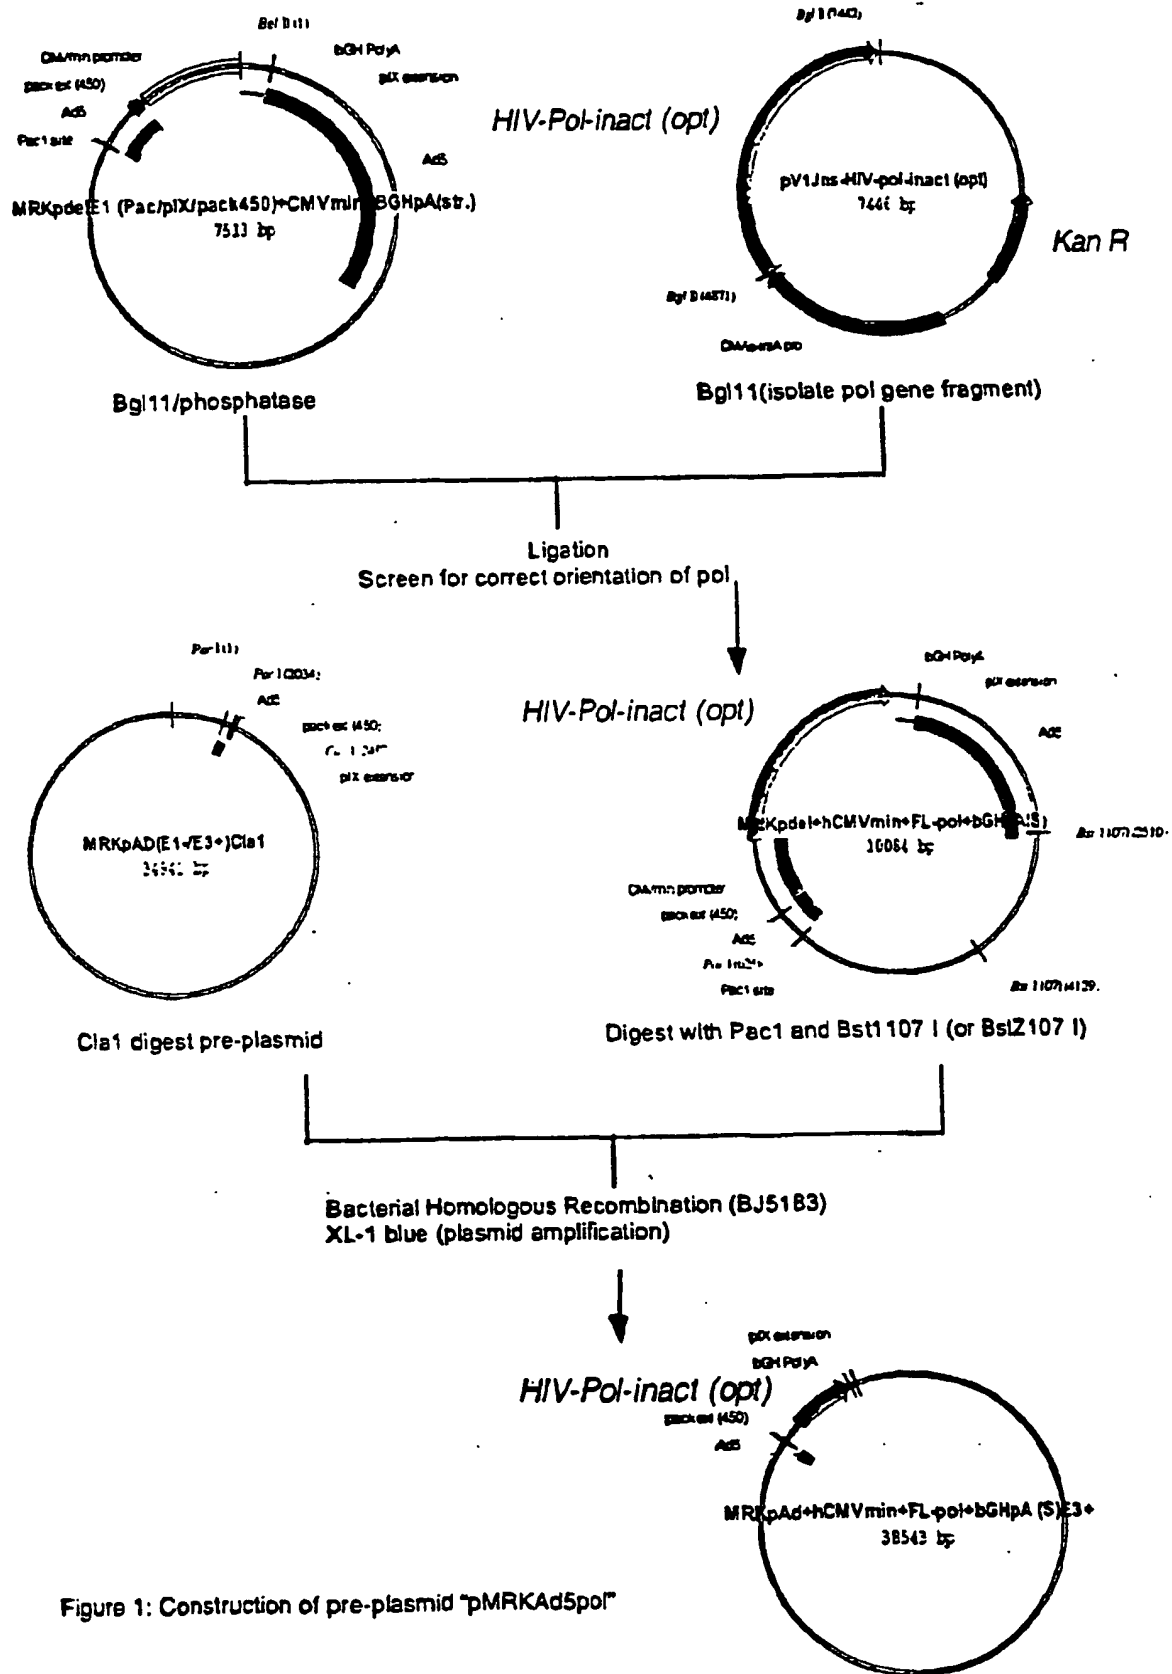 bGH PolyA
CMVmin promoter
pack ext (450)
pIX extension
Ad5
Pac1 site
Ad5
MRKpdelE1 (Pac/pIX/pack450)+CMVmin BGHpA(str.)
bp
Bgl11/phosphatase
HIV-Pol-inact (opt)
pV1Jns-HIV-pol-inact (opt)
7446 bp
Kan R
Bgl11(isolate pol gene fragment)
Ligation
Screen for correct orientation of pol
Ad5
pack ext (450)
pIX extension
MRKpAD(E1-/E3+)Cla1
bp
Cla1 digest pre-plasmid
HIV-Pol-inact (opt)
bGH PolyA
pIX extension
Ad5
MRKpdel+hCMVmin+FL-pol+bGHpA(S)
bp
CMVmin promoter
pack ext (450)
Ad5
Pac1 site
Digest with Pac1 and Bst1107 I (or BstZ107 I)
Bacterial Homologous Recombination (BJ5183)
XL-1 blue (plasmid amplification)
pIX extension
bGH PolyA
HIV-Pol-inact (opt)
pack ext (450)
Ad5
MRKpAd+hCMVmin+FL-pol+bGHpA (S)E3+
38543 bp
Figure 1: Construction of pre-plasmid "pMRKAd5pol"